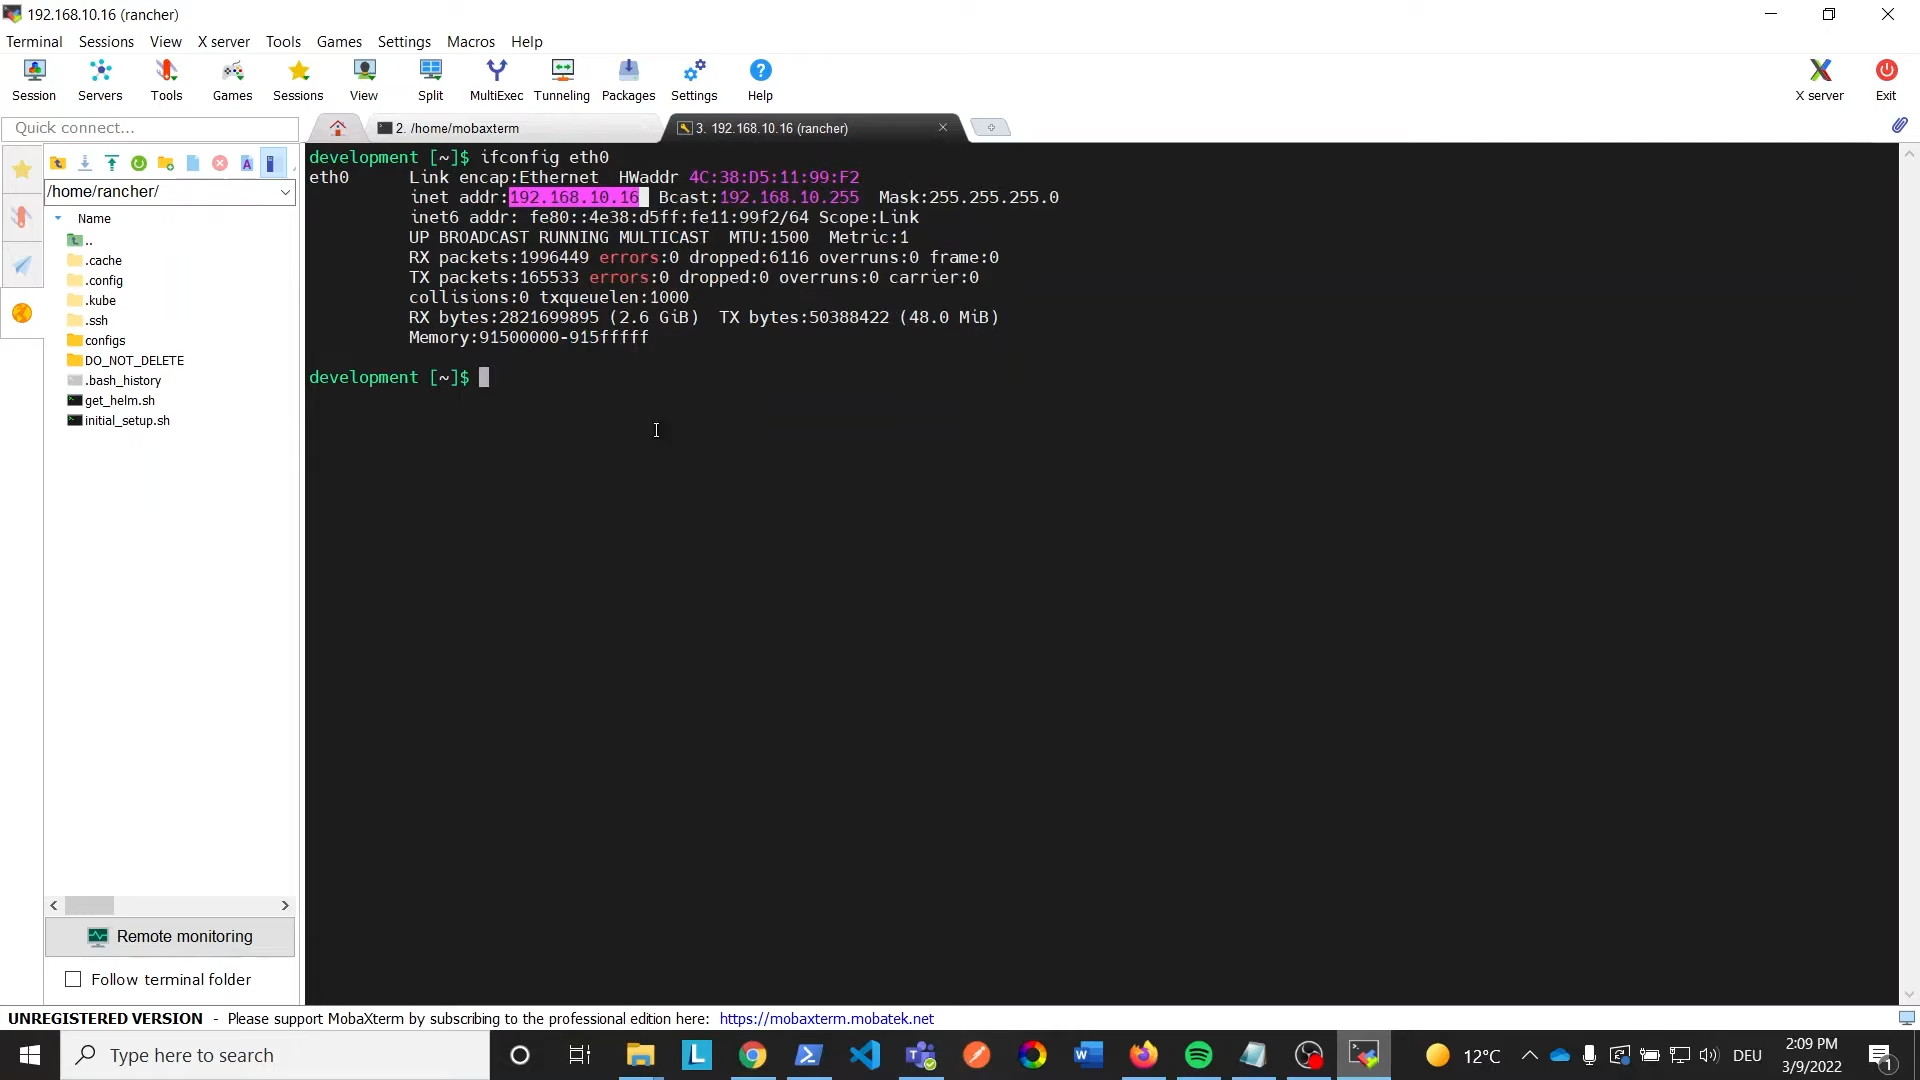 192.168.10.16 (rancher)
Terminal Sessions View X server Tools Games Settings Macros Help
Session Servers Tools Games Sessions View Split MultiExec Tunneling Packages Settings Help X server Exit
Quick connect...
2. /home/mobaxterm
3. 192.168.10.16 (rancher)
/home/rancher/
Name
..
.cache
.config
.kube
.ssh
configs
DO_NOT_DELETE
.bash_history
get_helm.sh
initial_setup.sh
Remote monitoring
Follow terminal folder
development [~]$ ifconfig eth0
eth0 Link encap:Ethernet HWaddr 4C:38:D5:11:99:F2
inet addr:192.168.10.16 Bcast:192.168.10.255 Mask:255.255.255.0
inet6 addr: fe80::4e38:d5ff:fe11:99f2/64 Scope:Link
UP BROADCAST RUNNING MULTICAST MTU:1500 Metric:1
RX packets:1996449 errors:0 dropped:6116 overruns:0 frame:0
TX packets:165533 errors:0 dropped:0 overruns:0 carrier:0
collisions:0 txqueuelen:1000
RX bytes:2821699895 (2.6 GiB) TX bytes:50388422 (48.0 MiB)
Memory:91500000-915fffff
development [~]$
UNREGISTERED VERSION - Please support MobaXterm by subscribing to the professional edition here: https://mobaxterm.mobatek.net
Type here to search
12°C
DEU
2:09 PM
3/9/2022
1